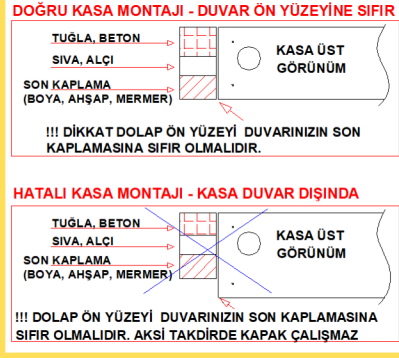 DOĞRU KASA MONTAJI - DUVAR ÖN YÜZEYİNE SIFIR
TUĞLA, BETON
SIVA, ALÇI
SON KAPLAMA
(BOYA, AHŞAP, MERMER)
KASA ÜST
GÖRÜNÜM
!!! DİKKAT DOLAP ÖN YÜZEYİ DUVARINIZIN SON
KAPLAMASINA SIFIR OLMALIDIR.
HATALI KASA MONTAJI - KASA DUVAR DIŞINDA
TUĞLA, BETON
SIVA, ALÇI
SON KAPLAMA
(BOYA, AHŞAP, MERMER)
KASA ÜST
GÖRÜNÜM
!!! DOLAP ÖN YÜZEYİ DUVARINIZIN SON KAPLAMASINA
SIFIR OLMALIDIR. AKSİ TAKDİRDE KAPAK ÇALIŞMAZ